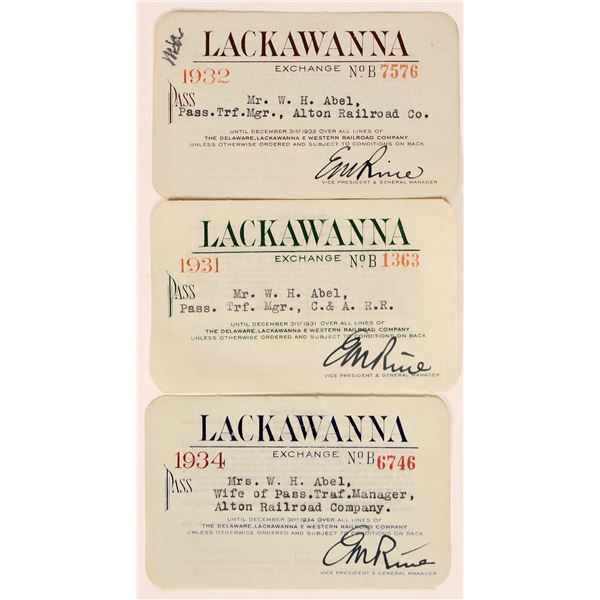 LACKAWANNA
1932 EXCHANGE No B 7576
PASS Mr. W. H. Abel,
Pass.Trf.Mgr., Alton Railroad Co.
UNTIL DECEMBER 31ST 1932 OVER ALL LINES OF
THE DELAWARE, LACKAWANNA & WESTERN RAILROAD COMPANY
UNLESS OTHERWISE ORDERED AND SUBJECT TO CONDITIONS ON BACK
EMRine
VICE PRESIDENT & GENERAL MANAGER
LACKAWANNA
1931 EXCHANGE No B 1363
PASS Mr. W. H. Abel,
Pass. Trf. Mgr., C.& A. R.R.
UNTIL DECEMBER 31ST 1931 OVER ALL LINES OF
THE DELAWARE, LACKAWANNA & WESTERN RAILROAD COMPANY
UNLESS OTHERWISE ORDERED AND SUBJECT TO CONDITIONS ON BACK
EMRine
VICE PRESIDENT & GENERAL MANAGER
LACKAWANNA
1934 EXCHANGE No B 6746
PASS Mrs. W. H. Abel,
Wife of Pass.Traf.Manager,
Alton Railroad Company.
UNTIL DECEMBER 31ST 1934 OVER ALL LINES OF
THE DELAWARE, LACKAWANNA & WESTERN RAILROAD COMPANY
UNLESS OTHERWISE ORDERED AND SUBJECT TO CONDITIONS ON BACK
EMRine
VICE PRESIDENT & GENERAL MANAGER